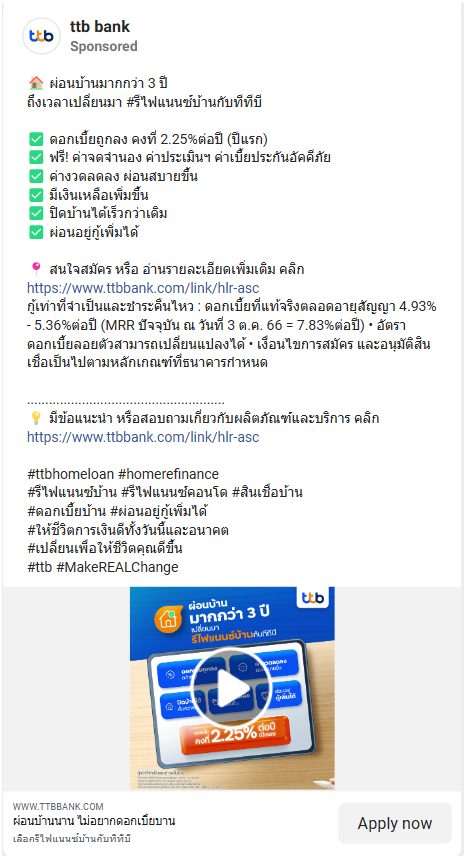 ttb bank
Sponsored
🏠 ผ่อนบ้านมากกว่า 3 ปี
ถึงเวลาเปลี่ยนมา #รีไฟแนนซ์บ้านกับทีทีบี
✅ ดอกเบี้ยถูกลง คงที่ 2.25%ต่อปี (ปีแรก)
✅ ฟรี! ค่าจดจำนอง ค่าประเมินฯ ค่าเบี้ยประกันอัคคีภัย
✅ ค่างวดลดลง ผ่อนสบายขึ้น
✅ มีเงินเหลือเพิ่มขึ้น
✅ ปิดบ้านได้เร็วกว่าเดิม
✅ ผ่อนอยู่กู้เพิ่มได้
📍 สนใจสมัคร หรือ อ่านรายละเอียดเพิ่มเติม คลิก
https://www.ttbbank.com/link/hlr-asc
กู้เท่าที่จำเป็นและชำระคืนไหว : ดอกเบี้ยที่แท้จริงตลอดอายุสัญญา 4.93%
- 5.36%ต่อปี (MRR ปัจจุบัน ณ วันที่ 3 ต.ค. 66 = 7.83%ต่อปี) • อัตรา
ดอกเบี้ยลอยตัวสามารถเปลี่ยนแปลงได้ • เงื่อนไขการสมัคร และอนุมัติสิน
เชื่อเป็นไปตามหลักเกณฑ์ที่ธนาคารกำหนด
......................................................
💡 มีข้อแนะนำ หรือสอบถามเกี่ยวกับผลิตภัณฑ์และบริการ คลิก
https://www.ttbbank.com/link/hlr-asc
#ttbhomeloan #homerefinance
#รีไฟแนนซ์บ้าน #รีไฟแนนซ์คอนโด #สินเชื่อบ้าน
#ดอกเบี้ยบ้าน #ผ่อนอยู่กู้เพิ่มได้
#ให้ชีวิตการเงินดีทั้งวันนี้และอนาคต
#เปลี่ยนเพื่อให้ชีวิตคุณดีขึ้น
#ttb #MakeREALChange
ttb
ผ่อนบ้าน
มากกว่า 3 ปี
เปลี่ยนมา
รีไฟแนนซ์บ้านกับทีทีบี
คงที่ 2.25% ต่อปี
WWW.TTBBANK.COM
ผ่อนบ้านนาน ไม่อยากดอกเบี้ยบาน
เลือกรีไฟแนนซ์บ้านกับทีทีบี
Apply now